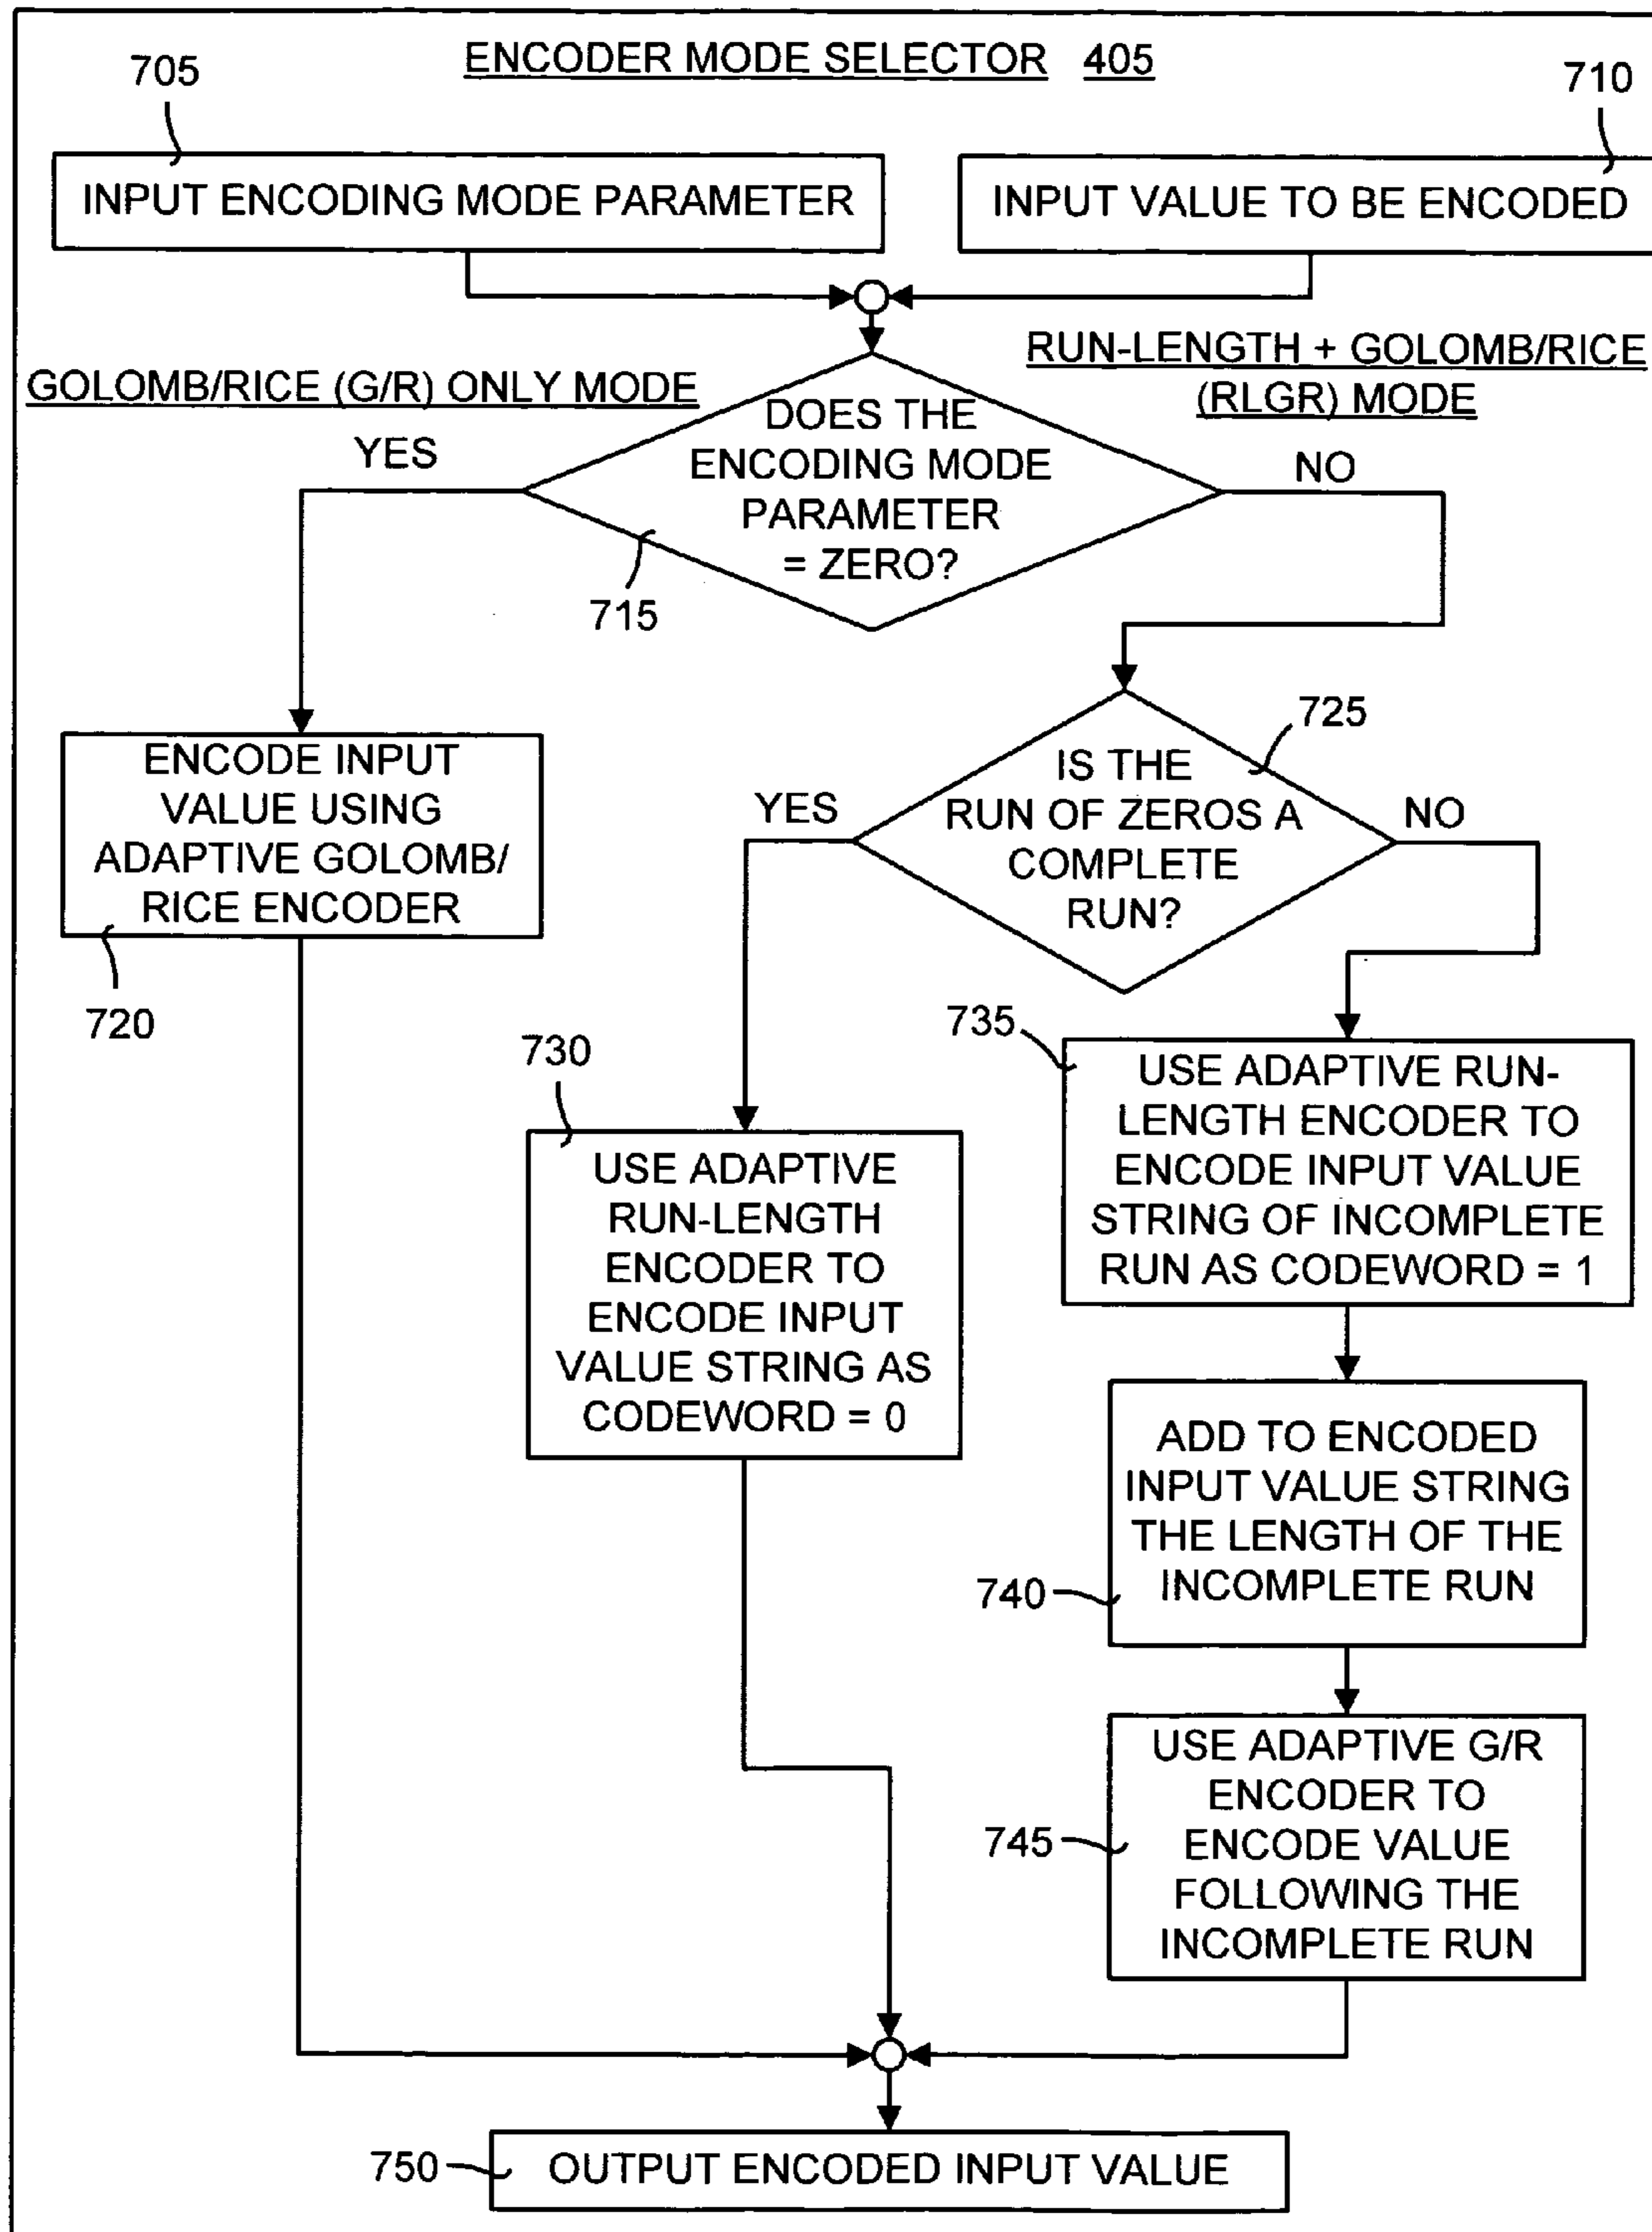 ENCODER MODE SELECTOR 405
705
710
INPUT ENCODING MODE PARAMETER
INPUT VALUE TO BE ENCODED
GOLOMB/RICE (G/R) ONLY MODE
RUN-LENGTH + GOLOMB/RICE
(RLGR) MODE
DOES THE
ENCODING MODE
PARAMETER
= ZERO?
YES
NO
715
725
ENCODE INPUT
VALUE USING
ADAPTIVE GOLOMB/
RICE ENCODER
720
IS THE
RUN OF ZEROS A
COMPLETE
RUN?
YES
NO
730
USE ADAPTIVE
RUN-LENGTH
ENCODER TO
ENCODE INPUT
VALUE STRING AS
CODEWORD = 0
735
USE ADAPTIVE RUN-
LENGTH ENCODER TO
ENCODE INPUT VALUE
STRING OF INCOMPLETE
RUN AS CODEWORD = 1
ADD TO ENCODED
INPUT VALUE STRING
THE LENGTH OF THE
INCOMPLETE RUN
740
USE ADAPTIVE G/R
ENCODER TO
ENCODE VALUE
FOLLOWING THE
INCOMPLETE RUN
745
750
OUTPUT ENCODED INPUT VALUE